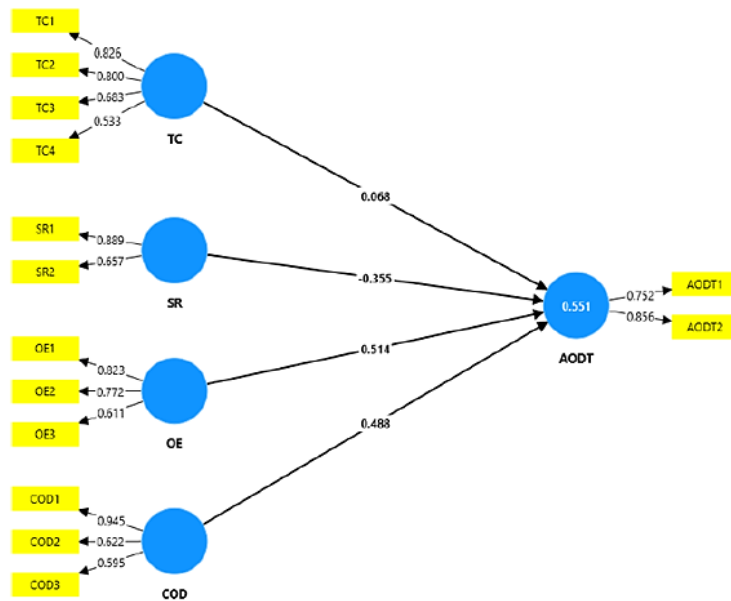 TC1
0.826
TC2
0.800
TC3
0.683
TC4
0.533
TC
0.068
SR1
0.889
SR2
0.657
SR
-0.355
0.551
AODT
0.752
AODT1
0.856
AODT2
OE1
0.823
OE2
0.772
OE3
0.611
OE
0.514
COD1
0.945
COD2
0.622
COD3
0.595
COD
0.488